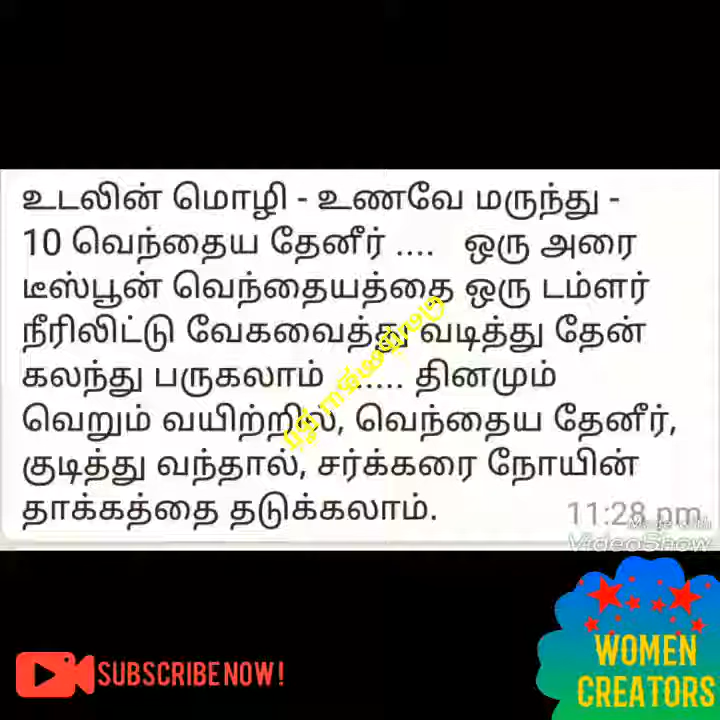 உடலின் மொழி - உணவே மருந்து -
10 வெந்தைய தேனீர் .... ஒரு அரை
டீஸ்பூன் வெந்தையத்தை ஒரு டம்ளர்
நீரிலிட்டு வேகவைத்து வடித்து தேன்
கலந்து பருகலாம் ...... தினமும்
வெறும் வயிற்றில், வெந்தைய தேனீர்,
குடித்து வந்தால், சர்க்கரை நோயின்
தாக்கத்தை தடுக்கலாம்.
11:28 pm
VideoShow
SUBSCRIBE NOW!
WOMEN
CREATORS